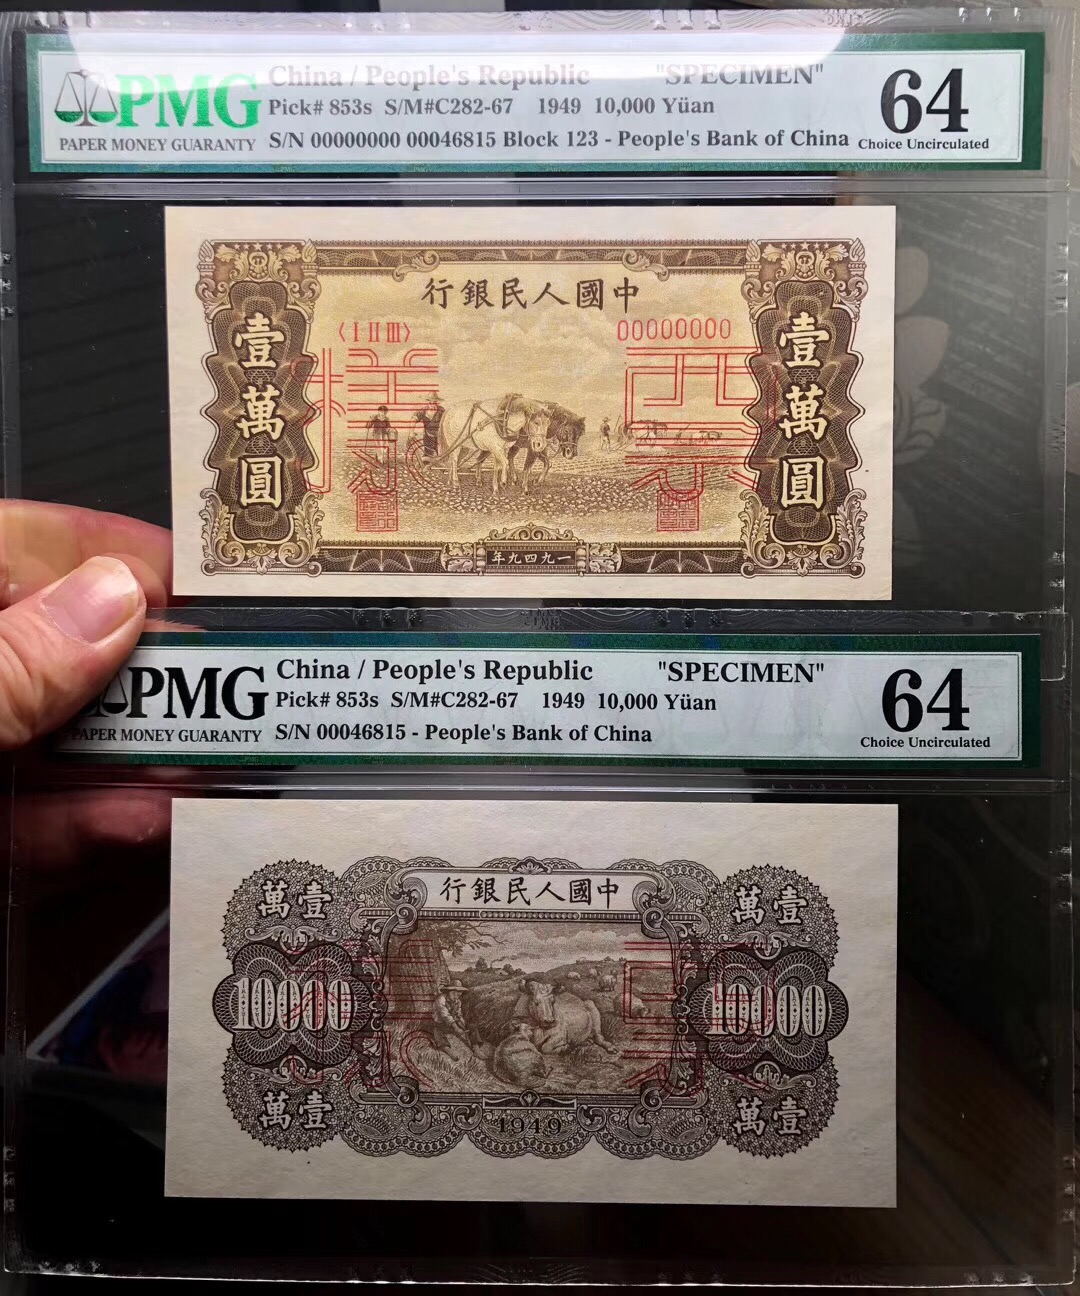 PMG
PAPER MONEY GUARANTY
China / People's Republic "SPECIMEN"
Pick# 853s S/M#C282-67 1949 10,000 Yüan
S/N 00000000 00046815 Block 123 - People's Bank of China
64
Choice Uncirculated
行銀民人國中
〈I II III〉
00000000
壹萬圓
壹萬圓
樣
票
年九四九一
PMG
PAPER MONEY GUARANTY
China / People's Republic "SPECIMEN"
Pick# 853s S/M#C282-67 1949 10,000 Yüan
S/N 00046815 - People's Bank of China
64
Choice Uncirculated
行銀民人國中
萬壹
萬壹
10000
10000
樣
票
萬壹
萬壹
1949